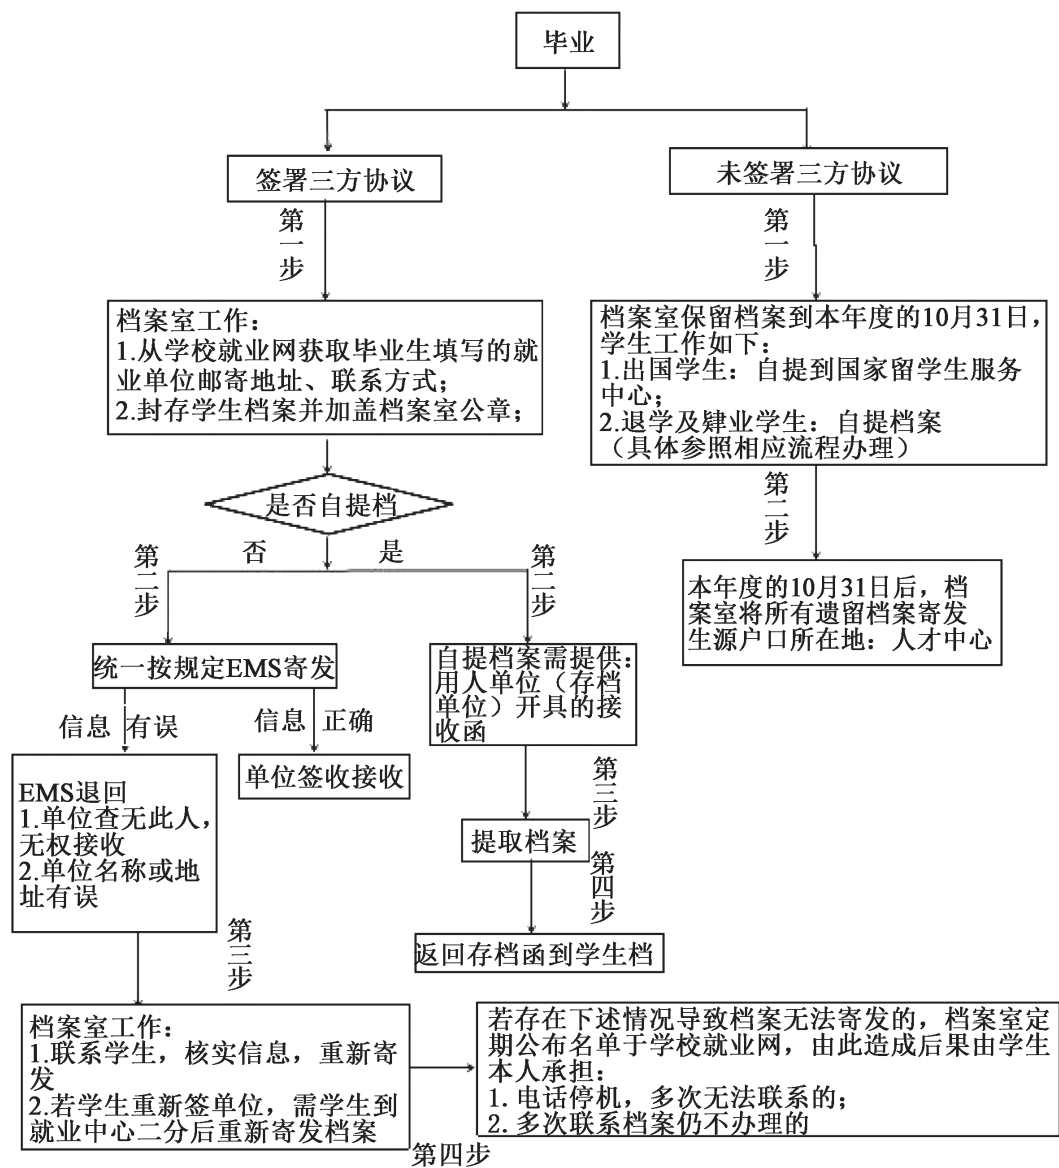 毕业
签署三方协议
未签署三方协议
第一步
第一步
档案室工作：
1.从学校就业网获取毕业生填写的就
业单位邮寄地址、联系方式；
2.封存学生档案并加盖档案室公章；
档案室保留档案到本年度的10月31日，
学生工作如下：
1.出国学生：自提到国家留学生服务
中心；
2.退学及肄业学生：自提档案
（具体参照相应流程办理）
是否自提档
第二步
否
是
第二步
第二步
本年度的10月31日后，档
案室将所有遗留档案寄发
生源户口所在地：人才中心
统一按规定EMS寄发
自提档案需提供：
用人单位（存档
单位）开具的接
收函
信息 有误
信息 正确
EMS退回
1.单位查无此人，
无权接收
2.单位名称或地
址有误
单位签收接收
第三步
提取档案
第四步
返回存档函到学生档
第三步
档案室工作：
1.联系学生，核实信息，重新寄
发
2.若学生重新签单位，需学生到
就业中心二分后重新寄发档案
第四步
若存在下述情况导致档案无法寄发的，档案室定
期公布名单于学校就业网，由此造成后果由学生
本人承担：
1. 电话停机，多次无法联系的；
2. 多次联系档案仍不办理的